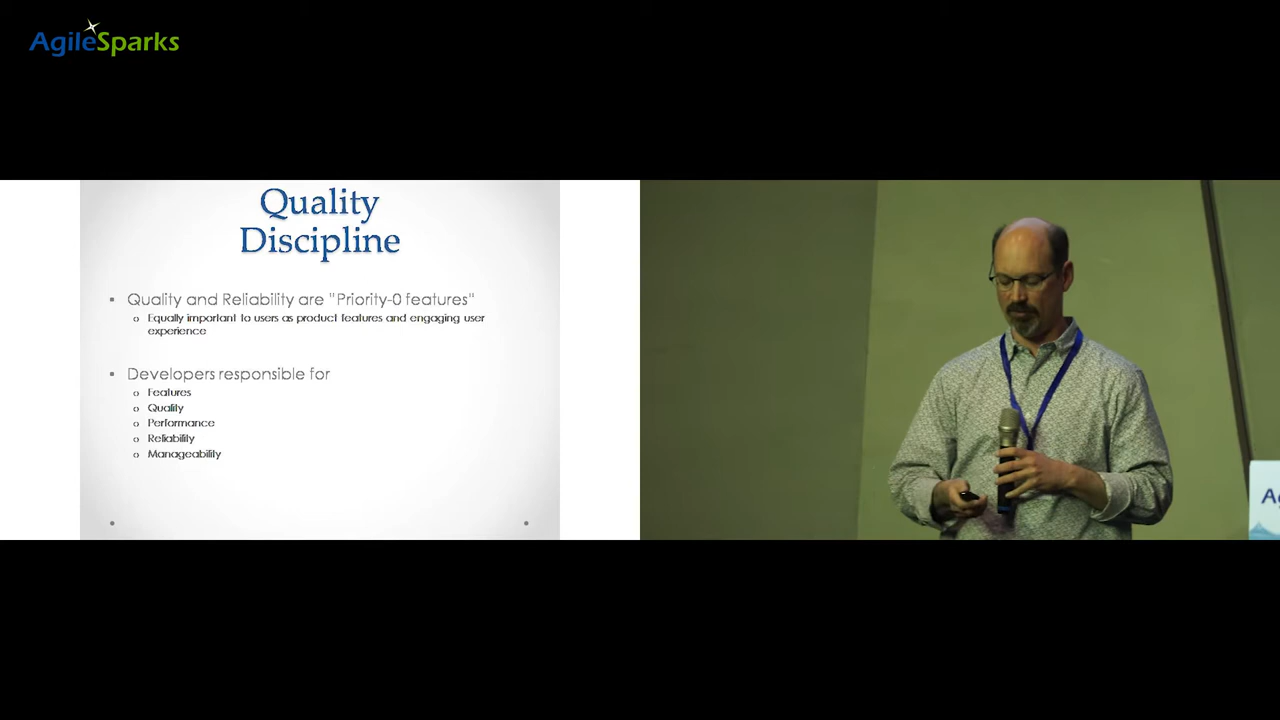 AgileSparks
Quality
Discipline
Quality and Reliability are "Priority-0 features"
Equally important to users as product features and engaging user
experience
Developers responsible for
Features
Quality
Performance
Reliability
Manageability